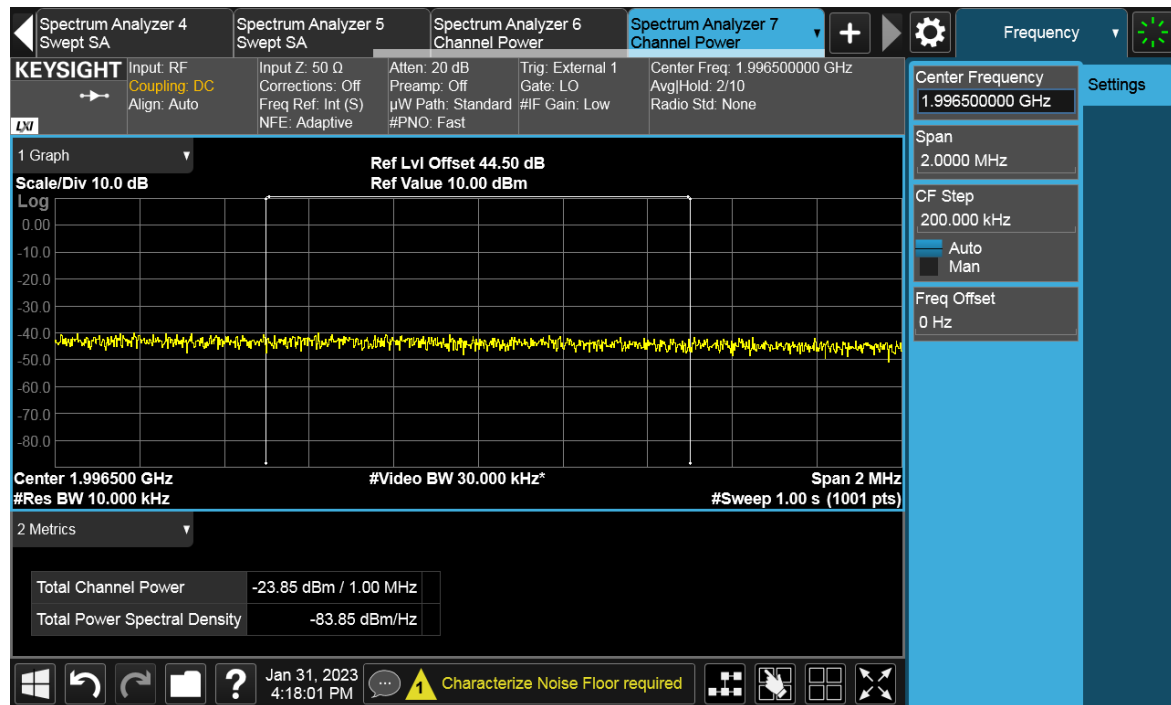 Spectrum Analyzer 4
Swept SA
Spectrum Analyzer 5
Swept SA
Spectrum Analyzer 6
Channel Power
Spectrum Analyzer 7
Channel Power
Frequency
KEYSIGHT
LXI
Input: RF
Coupling: DC
Align: Auto
Input Z: 50 Ω
Corrections: Off
Freq Ref: Int (S)
NFE: Adaptive
Atten: 20 dB
Preamp: Off
µW Path: Standard
#PNO: Fast
Trig: External 1
Gate: LO
#IF Gain: Low
Center Freq: 1.996500000 GHz
Avg|Hold: 2/10
Radio Std: None
Center Frequency
1.996500000 GHz
Settings
Span
2.0000 MHz
CF Step
200.000 kHz
Auto
Man
Freq Offset
0 Hz
1 Graph
Scale/Div 10.0 dB
Ref Lvl Offset 44.50 dB
Ref Value 10.00 dBm
Log
0.00
-10.0
-20.0
-30.0
-40.0
-50.0
-60.0
-70.0
-80.0
Center 1.996500 GHz
#Video BW 30.000 kHz*
Span 2 MHz
#Res BW 10.000 kHz
#Sweep 1.00 s (1001 pts)
2 Metrics
Total Channel Power -23.85 dBm / 1.00 MHz
Total Power Spectral Density -83.85 dBm/Hz
?
Jan 31, 2023
4:18:01 PM
1
Characterize Noise Floor required